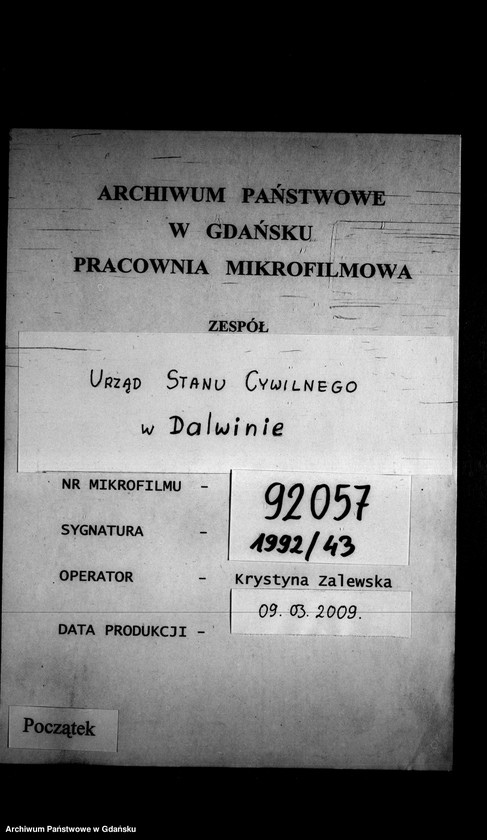 ARCHIWUM PAŃSTWOWE
W GDAŃSKU
PRACOWNIA MIKROFILMOWA
ZESPÓŁ
URZĄD STANU CYWILNEGO
w Dalwinie
NR MIKROFILMU - 92057
SYGNATURA - 1992/43
OPERATOR - Krystyna Zalewska
DATA PRODUKCJI - 09.03.2009.
Początek
Archiwum Państwowe w Gdańsku